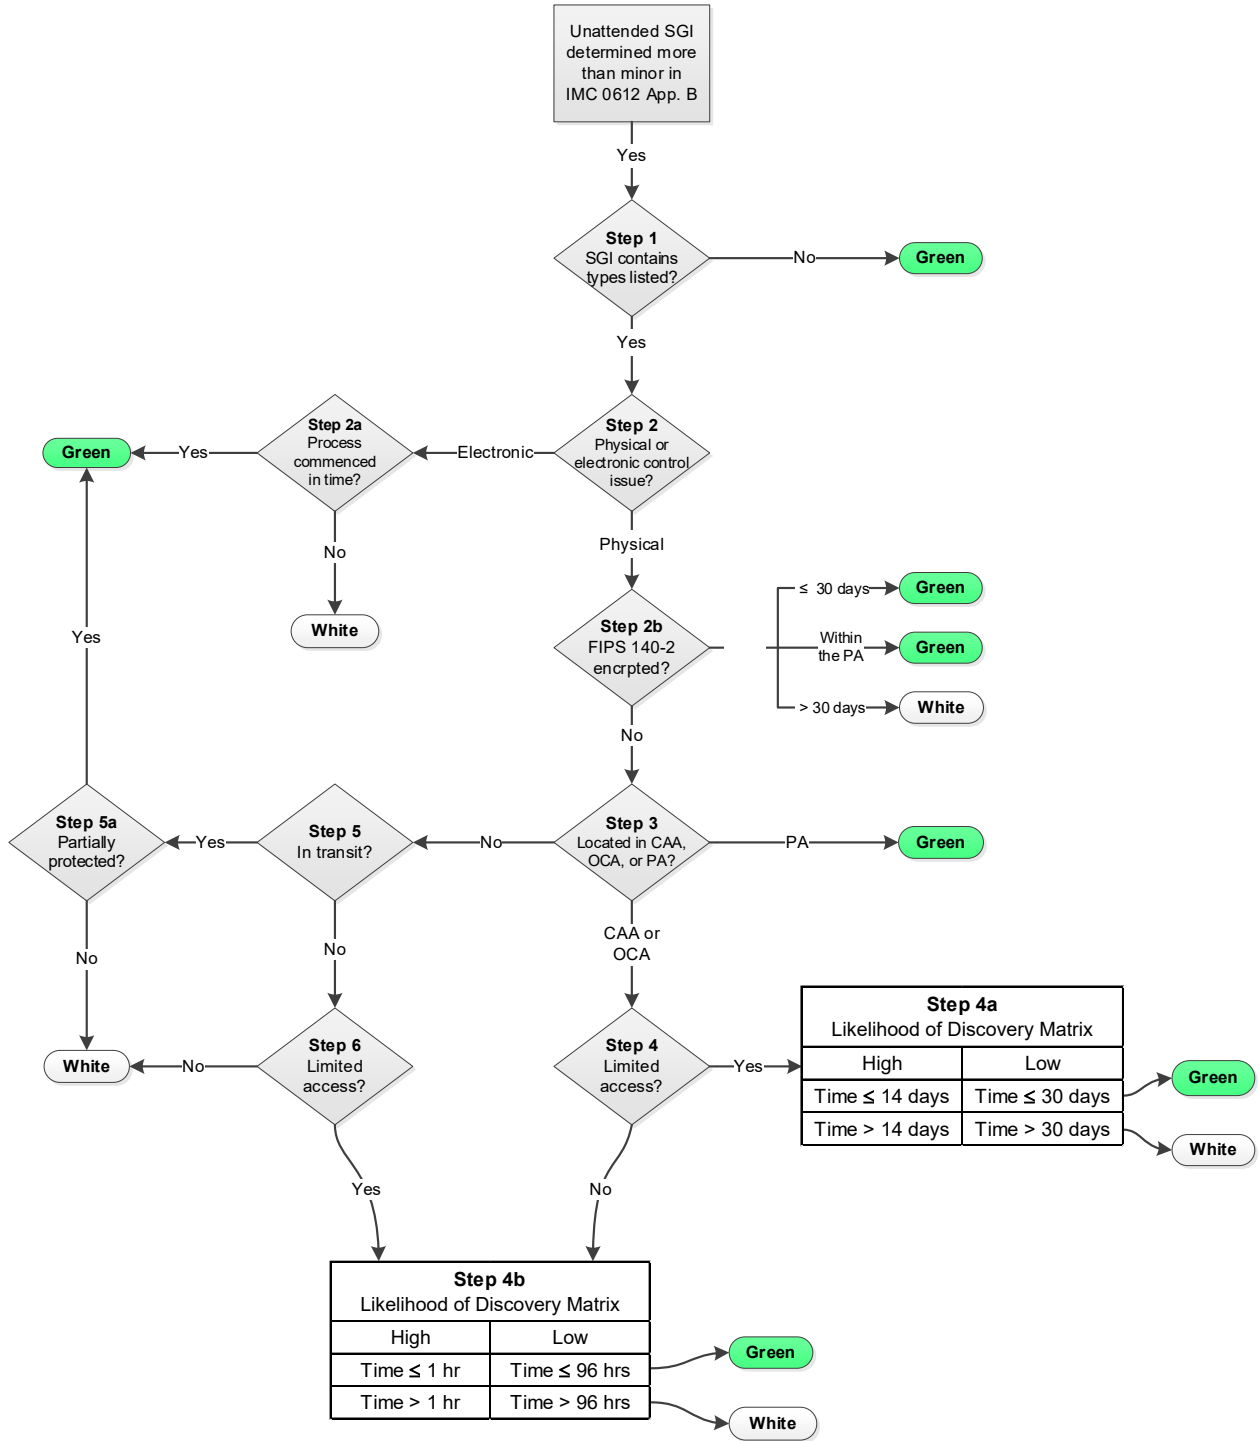 Unattended SGI
determined more
than minor in
IMC 0612 App. B
Yes
Step 1
SGI contains
types listed?
No
Green
Yes
Step 2
Physical or
electronic control
issue?
Electronic
Step 2a
Process
commenced
in time?
Yes
Green
No
White
Physical
Step 2b
FIPS 140-2
encrpted?
≤ 30 days
Green
Within
the PA
Green
> 30 days
White
No
Step 3
Located in CAA,
OCA, or PA?
PA
Green
No
Step 5
In transit?
Yes
Step 5a
Partially
protected?
Yes
No
White
No
Step 6
Limited
access?
No
Yes
CAA or
OCA
Step 4
Limited
access?
Yes
Step 4a
Likelihood of Discovery Matrix
High Low
Time ≤ 14 days Time ≤ 30 days
Time > 14 days Time > 30 days
Green
White
No
Step 4b
Likelihood of Discovery Matrix
High Low
Time ≤ 1 hr Time ≤ 96 hrs
Time > 1 hr Time > 96 hrs
Green
White